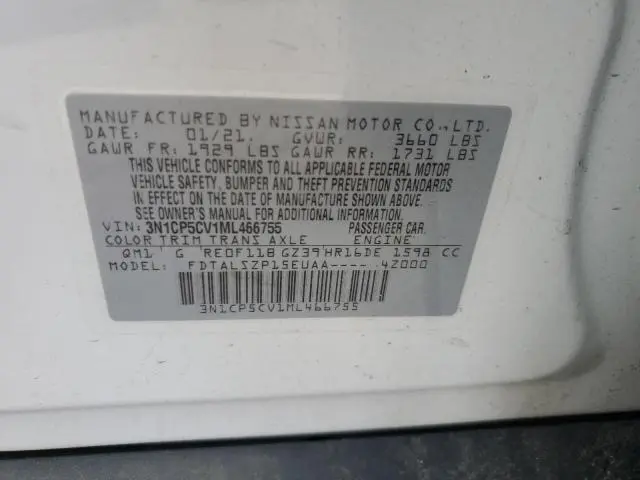 MANUFACTURED BY NISSAN MOTOR CO.,LTD.
DATE: 01/21. GVWR: 3660 LBS
GAWR FR: 1929 LBS GAWR RR: 1731 LBS
THIS VEHICLE CONFORMS TO ALL APPLICABLE FEDERAL MOTOR
VEHICLE SAFETY, BUMPER AND THEFT PREVENTION STANDARDS
IN EFFECT ON THE DATE OF MANUFACTURE SHOWN ABOVE.
SEE OWNER'S MANUAL FOR ADDITIONAL INFORMATION.
VIN: 3N1CP5CV1ML466755 PASSENGER CAR.
COLOR TRIM TRANS AXLE ENGINE
QM1 G RE0F11B GZ39 HR16DE 1598 CC
FDTALSZP15EUAA---- 4Z000
3N1CP5CV1ML466755